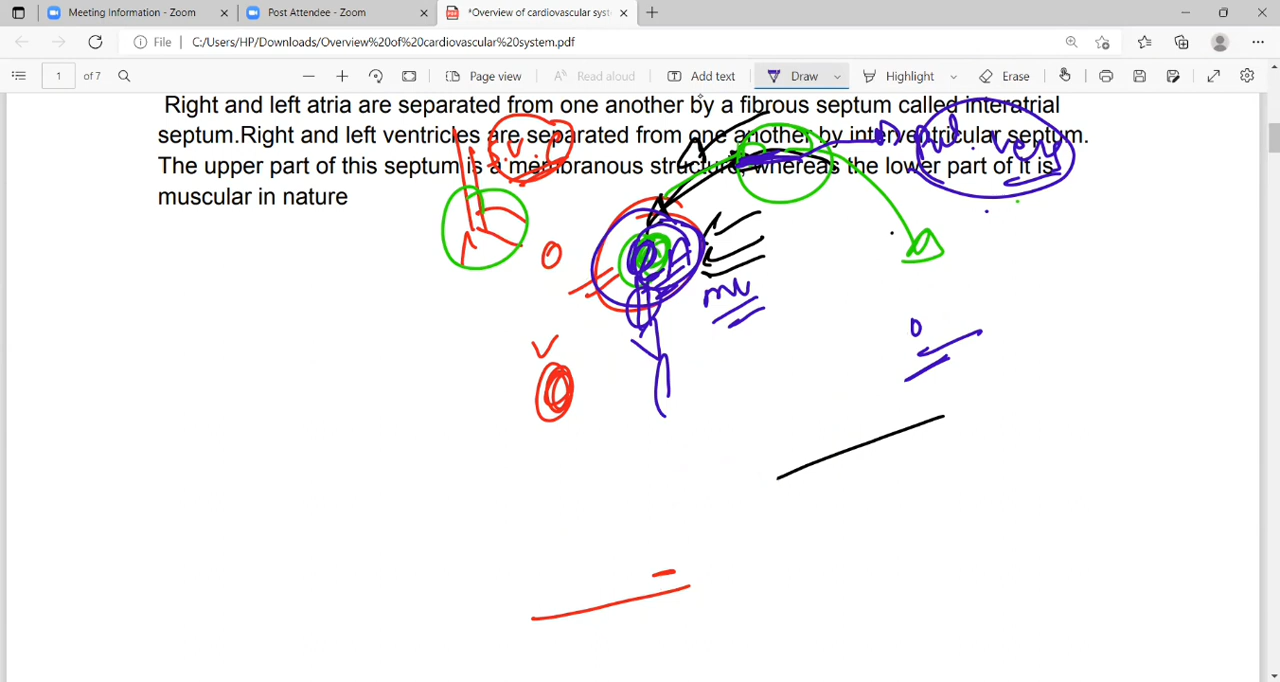 Meeting Information - Zoom
Post Attendee - Zoom
*Overview of cardiovascular syst
File
C:/Users/HP/Downloads/Overview%20of%20cardiovascular%20system.pdf
1 of 7
Page view
Read aloud
Add text
Draw
Highlight
Erase
Right and left atria are separated from one another by a fibrous septum called interatrial
septum.Right and left ventricles are separated from one another by interventricular septum.
The upper part of this septum is a membranous structure, whereas the lower part of it is
muscular in nature
S.V.C
pul. veins
mv
V